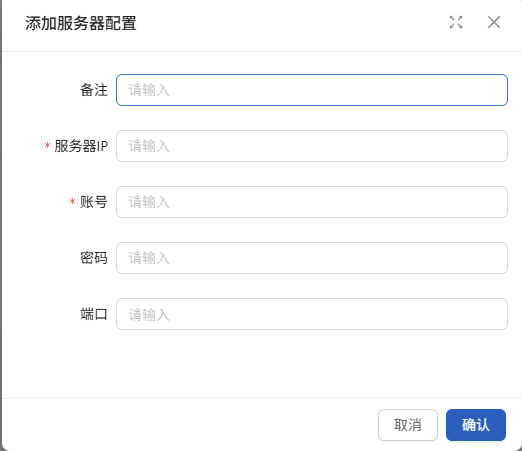 添加服务器配置
备注 请输入
* 服务器IP 请输入
* 账号 请输入
密码 请输入
端口 请输入
取消 确认